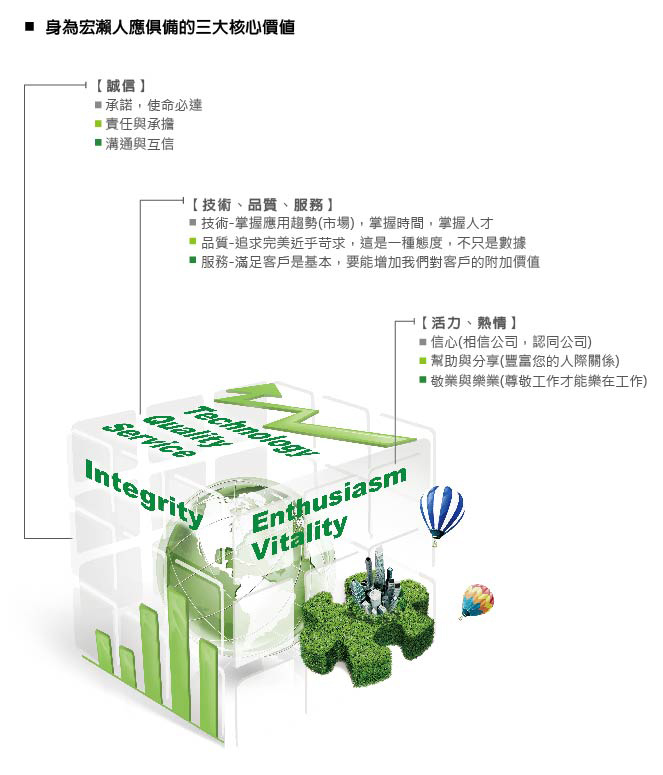 ■ 身為宏瀨人應俱備的三大核心價值
【誠信】
■ 承諾，使命必達
■ 責任與承擔
■ 溝通與互信
【技術、品質、服務】
■ 技術-掌握應用趨勢(市場)，掌握時間，掌握人才
■ 品質-追求完美近乎苛求，這是一種態度，不只是數據
■ 服務-滿足客戶是基本，要能增加我們對客戶的附加價值
【活力、熱情】
■ 信心(相信公司，認同公司)
■ 幫助與分享(豐富您的人際關係)
■ 敬業與樂業(尊敬工作才能樂在工作)
Technology
Quality
Service
Integrity
Enthusiasm
Vitality